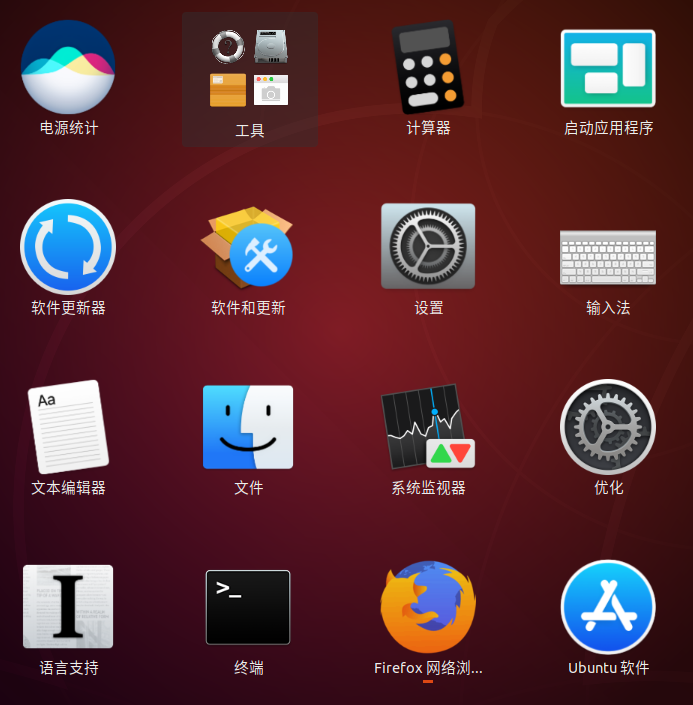 电源统计
工具
计算器
启动应用程序
软件更新器
软件和更新
设置
输入法
Aa
文本编辑器
文件
系统监视器
优化
I
语言支持
>_
终端
Firefox 网络浏...
Ubuntu 软件